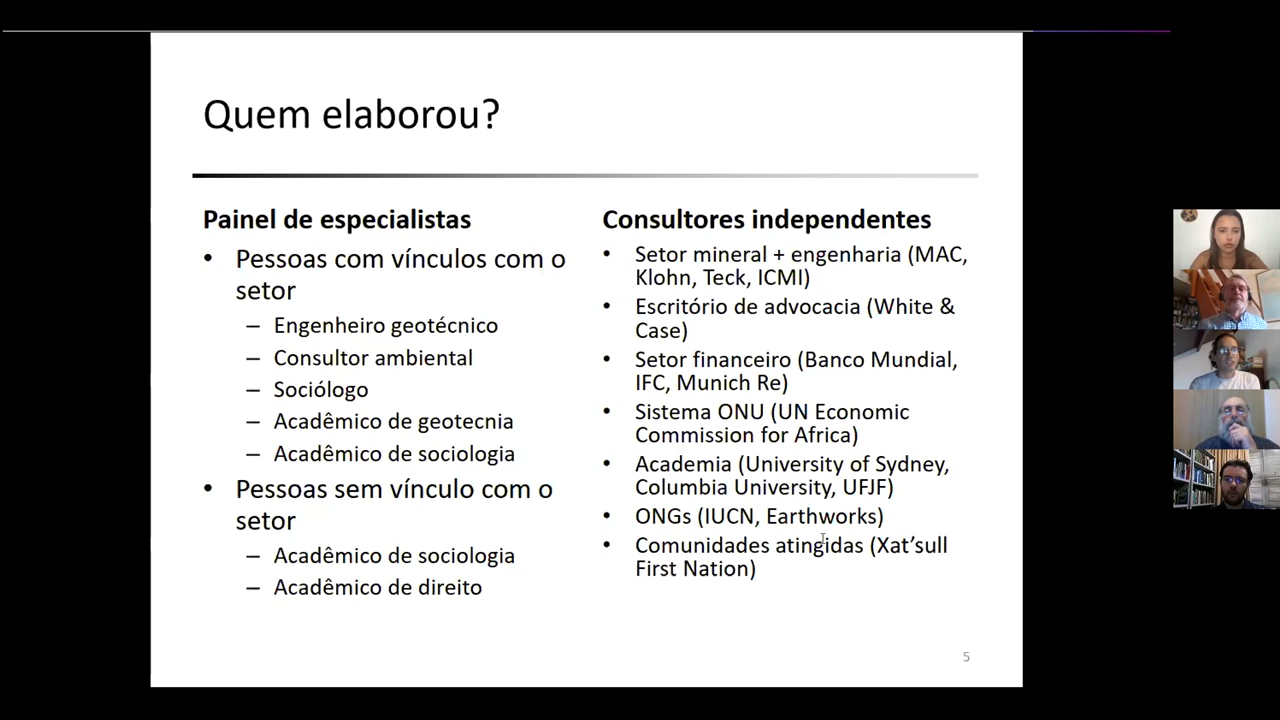 Quem elaborou?
Painel de especialistas
• Pessoas com vínculos com o
setor
– Engenheiro geotécnico
– Consultor ambiental
– Sociólogo
– Acadêmico de geotecnia
– Acadêmico de sociologia
• Pessoas sem vínculo com o
setor
– Acadêmico de sociologia
– Acadêmico de direito
Consultores independentes
• Setor mineral + engenharia (MAC,
Klohn, Teck, ICMI)
• Escritório de advocacia (White &
Case)
• Setor financeiro (Banco Mundial,
IFC, Munich Re)
• Sistema ONU (UN Economic
Commission for Africa)
• Academia (University of Sydney,
Columbia University, UFJF)
• ONGs (IUCN, Earthworks)
• Comunidades atingidas (Xat’sull
First Nation)
5